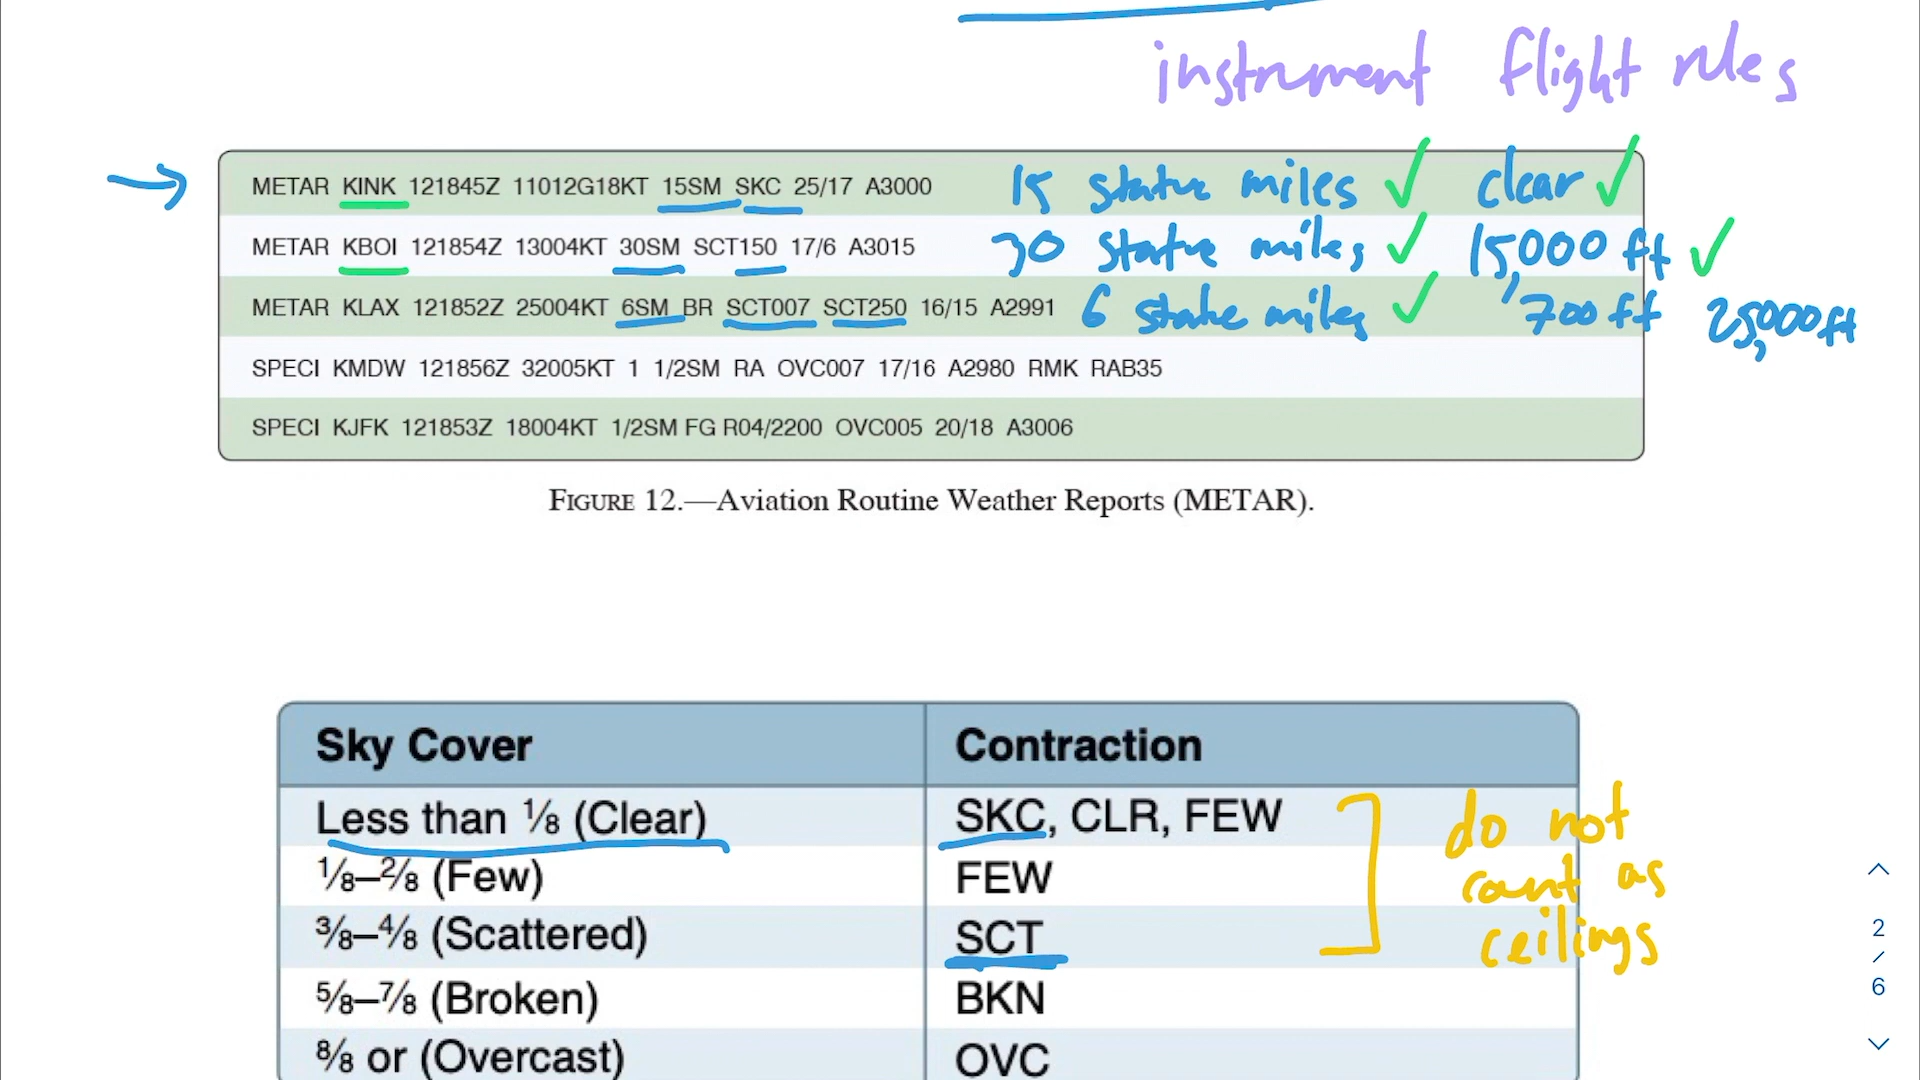 instrument flight rules
METAR KINK 121845Z 11012G18KT 15SM SKC 25/17 A3000 15 statue miles ✓ clear ✓
METAR KBOI 121854Z 13004KT 30SM SCT150 17/6 A3015 30 statue miles ✓ 15,000 ft ✓
METAR KLAX 121852Z 25004KT 6SM BR SCT007 SCT250 16/15 A2991 6 statue miles ✓ 700 ft 25,000 ft
SPECI KMDW 121856Z 32005KT 1 1/2SM RA OVC007 17/16 A2980 RMK RAB35
SPECI KJFK 121853Z 18004KT 1/2SM FG R04/2200 OVC005 20/18 A3006
FIGURE 12.—Aviation Routine Weather Reports (METAR).
Sky Cover Contraction
Less than ⅛ (Clear) SKC, CLR, FEW
⅛–²⁄₈ (Few) FEW
⅜–⁴⁄₈ (Scattered) SCT
⅝–⅞ (Broken) BKN
⁸⁄₈ or (Overcast) OVC
do not
count as
ceilings
2
/
6